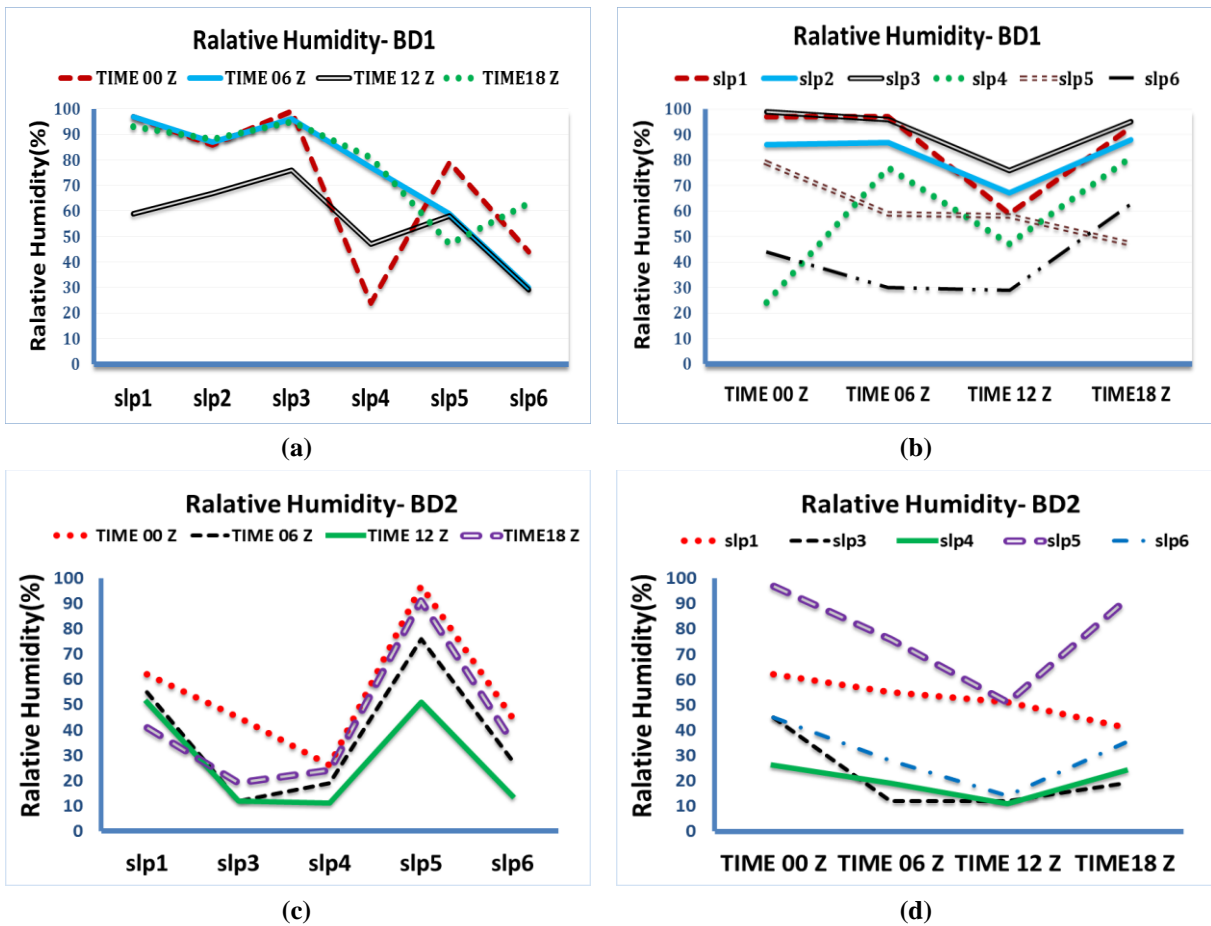 Ralative Humidity- BD1
TIME 00 Z TIME 06 Z TIME 12 Z TIME18 Z
Ralative Humidity(%)
100
90
80
70
60
50
40
30
20
10
0
slp1 slp2 slp3 slp4 slp5 slp6
(a)
Ralative Humidity- BD1
slp1 slp2 slp3 slp4 slp5 slp6
Ralative Humidity(%)
100
90
80
70
60
50
40
30
20
10
0
TIME 00 Z TIME 06 Z TIME 12 Z TIME18 Z
(b)
Ralative Humidity- BD2
TIME 00 Z TIME 06 Z TIME 12 Z TIME18 Z
Ralative Humidity(%)
100
90
80
70
60
50
40
30
20
10
0
slp1 slp3 slp4 slp5 slp6
(c)
Ralative Humidity- BD2
slp1 slp3 slp4 slp5 slp6
Ralative Humidity(%)
100
90
80
70
60
50
40
30
20
10
0
TIME 00 Z TIME 06 Z TIME 12 Z TIME18 Z
(d)